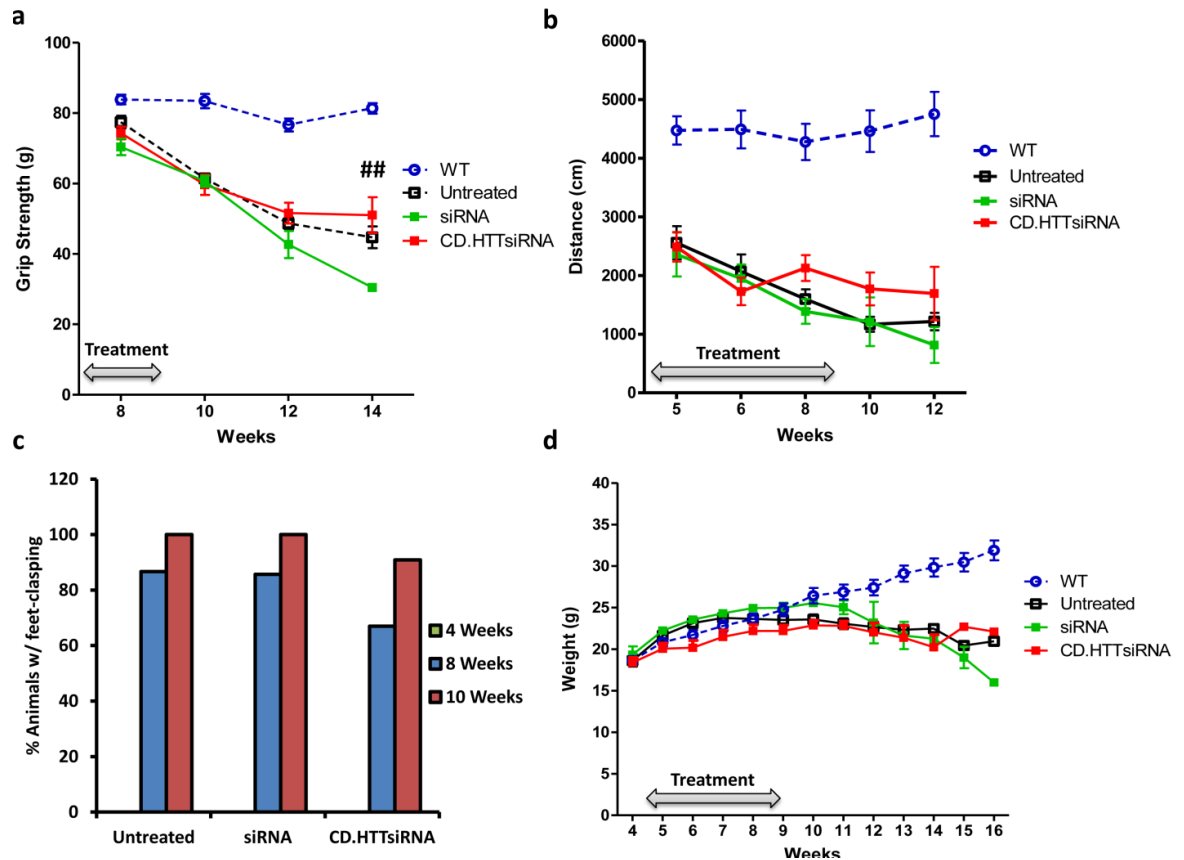 a
Grip Strength (g)
100
80
60
40
20
0
8
10
12
14
Weeks
Treatment
##
WT
Untreated
siRNA
CD.HTTsiRNA
b
Distance (cm)
6000
5000
4000
3000
2000
1000
0
5
6
8
10
12
Weeks
Treatment
WT
Untreated
siRNA
CD.HTTsiRNA
c
% Animals w/ feet-clasping
120
100
80
60
40
20
0
Untreated
siRNA
CD.HTTsiRNA
4 Weeks
8 Weeks
10 Weeks
d
Weight (g)
40
35
30
25
20
15
10
5
0
4
5
6
7
8
9
10
11
12
13
14
15
16
Weeks
Treatment
WT
Untreated
siRNA
CD.HTTsiRNA